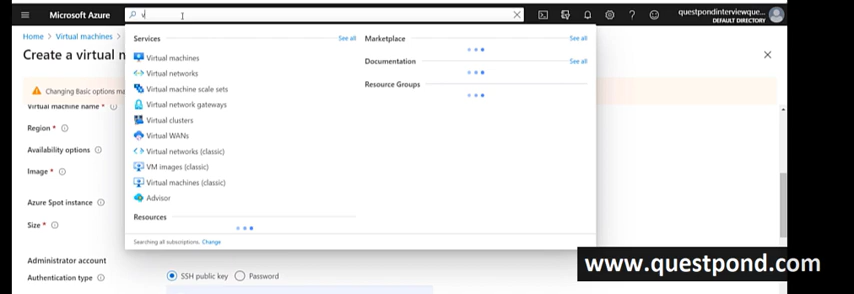 Microsoft Azure
v
questpondinterviewque...
DEFAULT DIRECTORY
Home > Virtual machines >
Create a virtual n
Changing Basic options ma
Virtual machine name *
Region *
Availability options
Image *
Azure Spot instance
Size *
Administrator account
Authentication type
SSH public key
Password
Services
See all
Virtual machines
Virtual networks
Virtual machine scale sets
Virtual network gateways
Virtual clusters
Virtual WANs
Virtual networks (classic)
VM images (classic)
Virtual machines (classic)
Advisor
Resources
Searching all subscriptions. Change
Marketplace
See all
Documentation
See all
Resource Groups
www.questpond.com